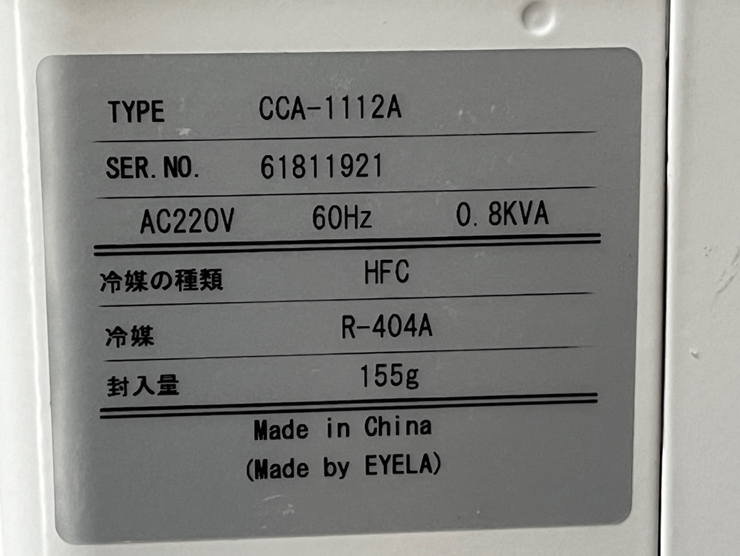 TYPE CCA-1112A
SER.NO. 61811921
AC220V 60Hz 0.8KVA
冷媒の種類 HFC
冷媒 R-404A
封入量 155g
Made in China
(Made by EYELA)